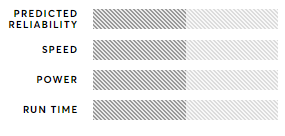 PREDICTED
RELIABILITY
SPEED
POWER
RUN TIME